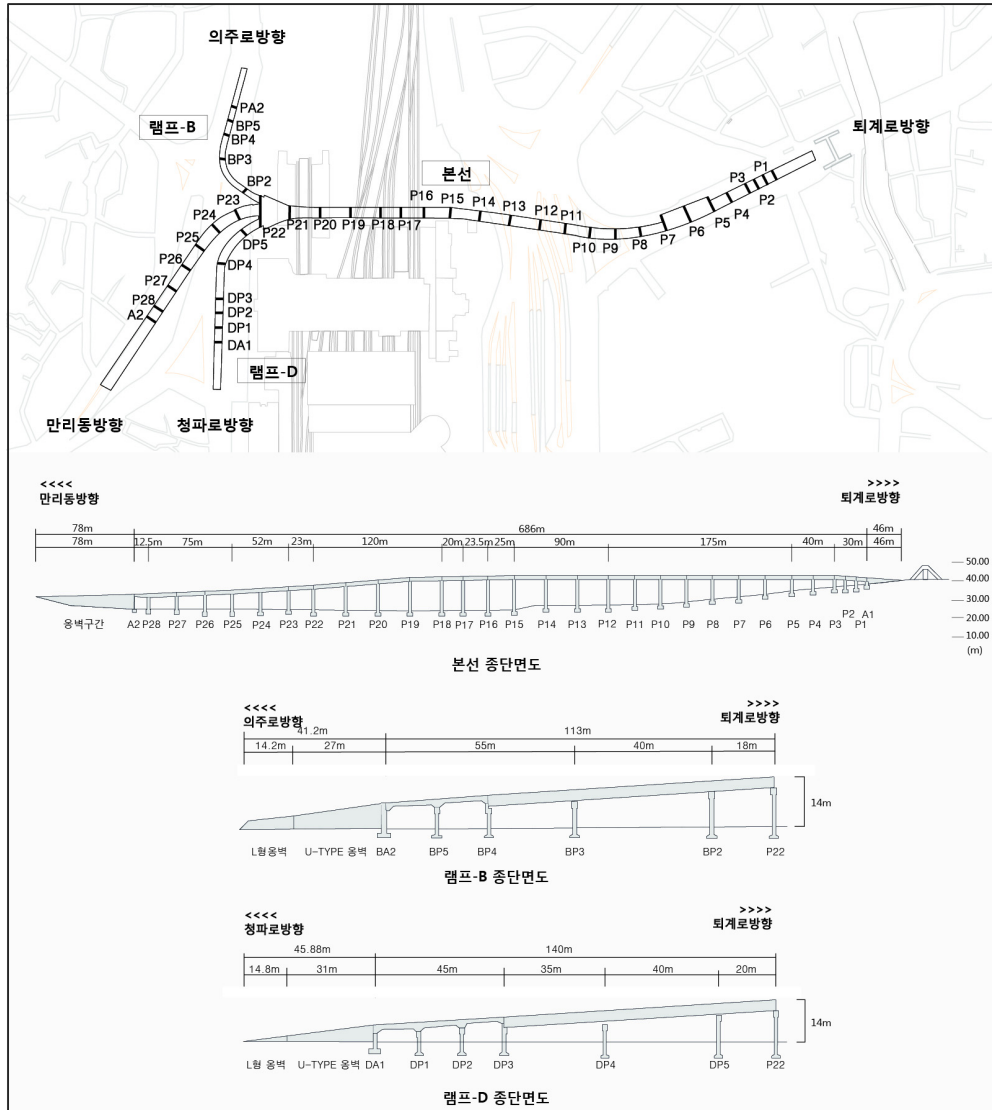 의주로방향
램프-B
PA2
BP5
BP4
BP3
BP2
본선
퇴계로방향
P1
P3
P2
P4
P5
P6
P7
P8
P9
P10
P11
P12
P13
P14
P15
P16
P17
P18
P19
P20
P21
P22
P23
P24
P25
P26
P27
P28
A2
DP5
DP4
DP3
DP2
DP1
DA1
램프-D
만리동방향
청파로방향
<<<<
만리동방향
>>>>
퇴계로방향
78m 686m 46m
78m 12.5m 75m 52m 23m 120m 20m 23.5m 25m 90m 175m 40m 30m 46m
50.00
40.00
30.00
20.00
10.00
(m)
옹벽구간 A2 P28 P27 P26 P25 P24 P23 P22 P21 P20 P19 P18 P17 P16 P15 P14 P13 P12 P11 P10 P9 P8 P7 P6 P5 P4 P3 P2 P1 A1
본선 종단면도
<<<<
의주로방향
>>>>
퇴계로방향
41.2m 113m
14.2m 27m 55m 40m 18m
14m
L형옹벽 U-TYPE 옹벽 BA2 BP5 BP4 BP3 BP2 P22
램프-B 종단면도
<<<<
청파로방향
>>>>
퇴계로방향
45.88m 140m
14.8m 31m 45m 35m 40m 20m
14m
L형 옹벽 U-TYPE 옹벽 DA1 DP1 DP2 DP3 DP4 DP5 P22
램프-D 종단면도